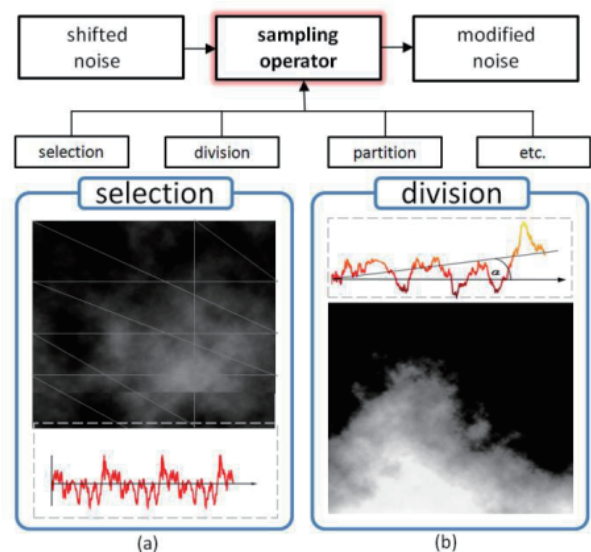 shifted
noise
sampling
operator
modified
noise
selection
division
partition
etc.
selection
division
α
(a)
(b)